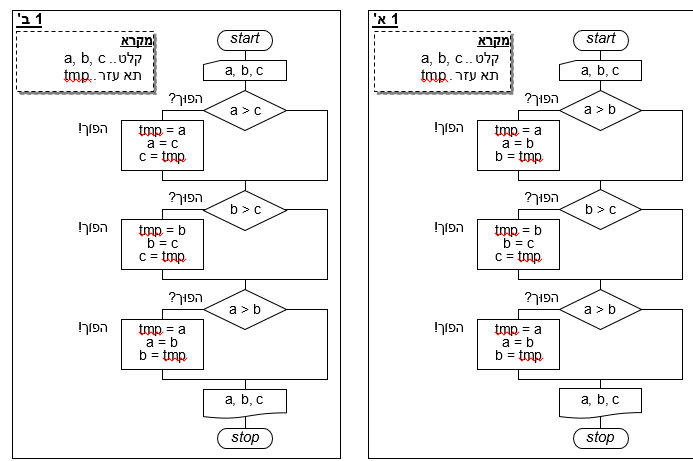 1 א'
מקרא
קלט.. a, b, c
תא עזר.. tmp
start
a, b, c
הפוך?
a > b
הפוך!
tmp = a
a = b
b = tmp
הפוך?
b > c
הפוך!
tmp = b
b = c
c = tmp
הפוך?
a > b
הפוך!
tmp = a
a = b
b = tmp
a, b, c
stop
1 ב'
מקרא
קלט.. a, b, c
תא עזר.. tmp
start
a, b, c
הפוך?
a > c
הפוך!
tmp = a
a = c
c = tmp
הפוך?
b > c
הפוך!
tmp = b
b = c
c = tmp
הפוך?
a > b
הפוך!
tmp = a
a = b
b = tmp
a, b, c
stop